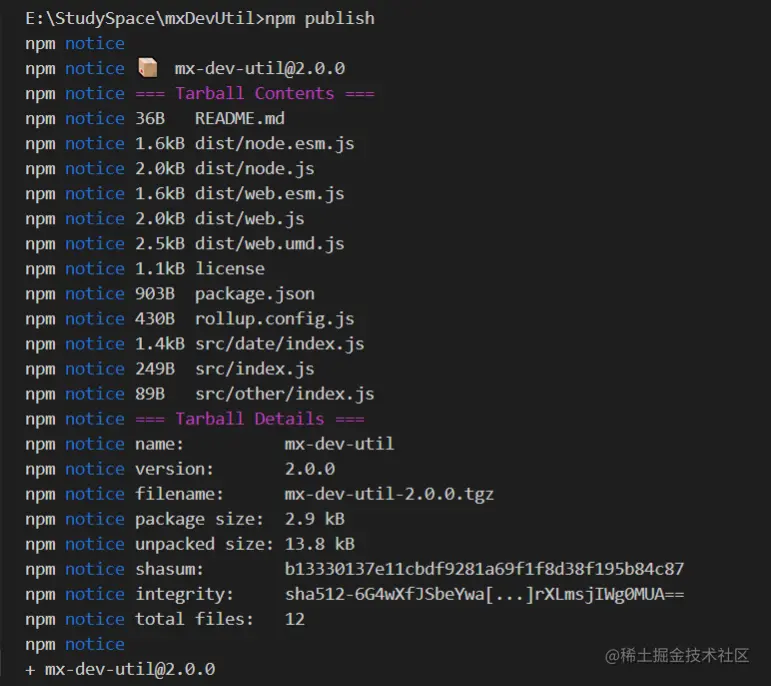 E:\StudySpace\mxDevUtil>npm publish
npm notice
npm notice 📦 mx-dev-util@2.0.0
npm notice === Tarball Contents ===
npm notice 36B README.md
npm notice 1.6kB dist/node.esm.js
npm notice 2.0kB dist/node.js
npm notice 1.6kB dist/web.esm.js
npm notice 2.0kB dist/web.js
npm notice 2.5kB dist/web.umd.js
npm notice 1.1kB license
npm notice 903B package.json
npm notice 430B rollup.config.js
npm notice 1.4kB src/date/index.js
npm notice 249B src/index.js
npm notice 89B src/other/index.js
npm notice === Tarball Details ===
npm notice name: mx-dev-util
npm notice version: 2.0.0
npm notice filename: mx-dev-util-2.0.0.tgz
npm notice package size: 2.9 kB
npm notice unpacked size: 13.8 kB
npm notice shasum: b13330137e11cbdf9281a69f1f8d38f195b84c87
npm notice integrity: sha512-6G4wXfJSbeYwa[...]rXLmsjIWg0MUA==
npm notice total files: 12
npm notice
+ mx-dev-util@2.0.0
@稀土掘金技术社区